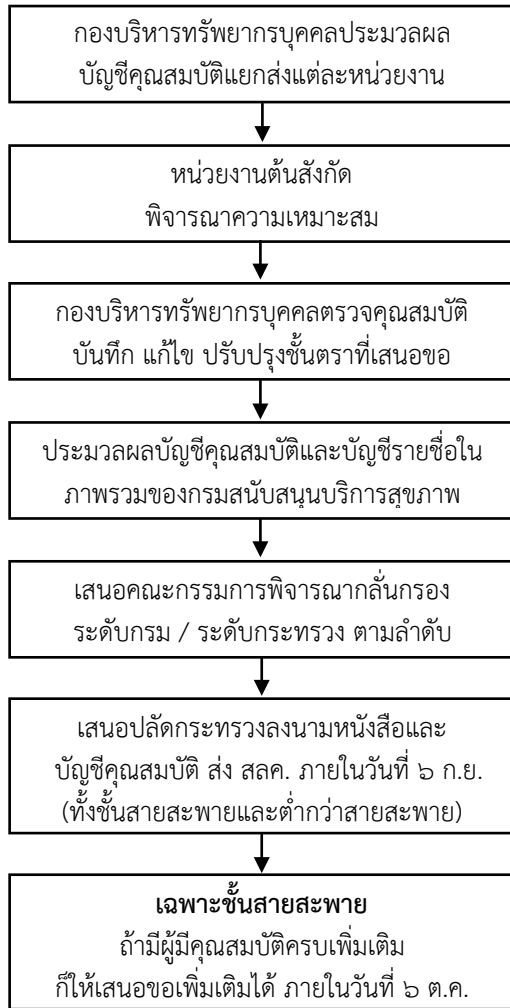 กองบริหารทรัพยากรบุคคลประมวลผล
บัญชีคุณสมบัติแยกส่งแต่ละหน่วยงาน
หน่วยงานต้นสังกัด
พิจารณาความเหมาะสม
กองบริหารทรัพยากรบุคคลตรวจคุณสมบัติ
บันทึก แก้ไข ปรับปรุงชั้นตราที่เสนอขอ
ประมวลผลบัญชีคุณสมบัติและบัญชีรายชื่อใน
ภาพรวมของกรมสนับสนุนบริการสุขภาพ
เสนอคณะกรรมการพิจารณากลั่นกรอง
ระดับกรม / ระดับกระทรวง ตามลำดับ
เสนอปลัดกระทรวงลงนามหนังสือและ
บัญชีคุณสมบัติ ส่ง สลค. ภายในวันที่ ๖ ก.ย.
(ทั้งชั้นสายสะพายและต่ำกว่าสายสะพาย)
เฉพาะชั้นสายสะพาย
ถ้ามีผู้มีคุณสมบัติครบเพิ่มเติม
ก็ให้เสนอขอเพิ่มเติมได้ ภายในวันที่ ๖ ต.ค.